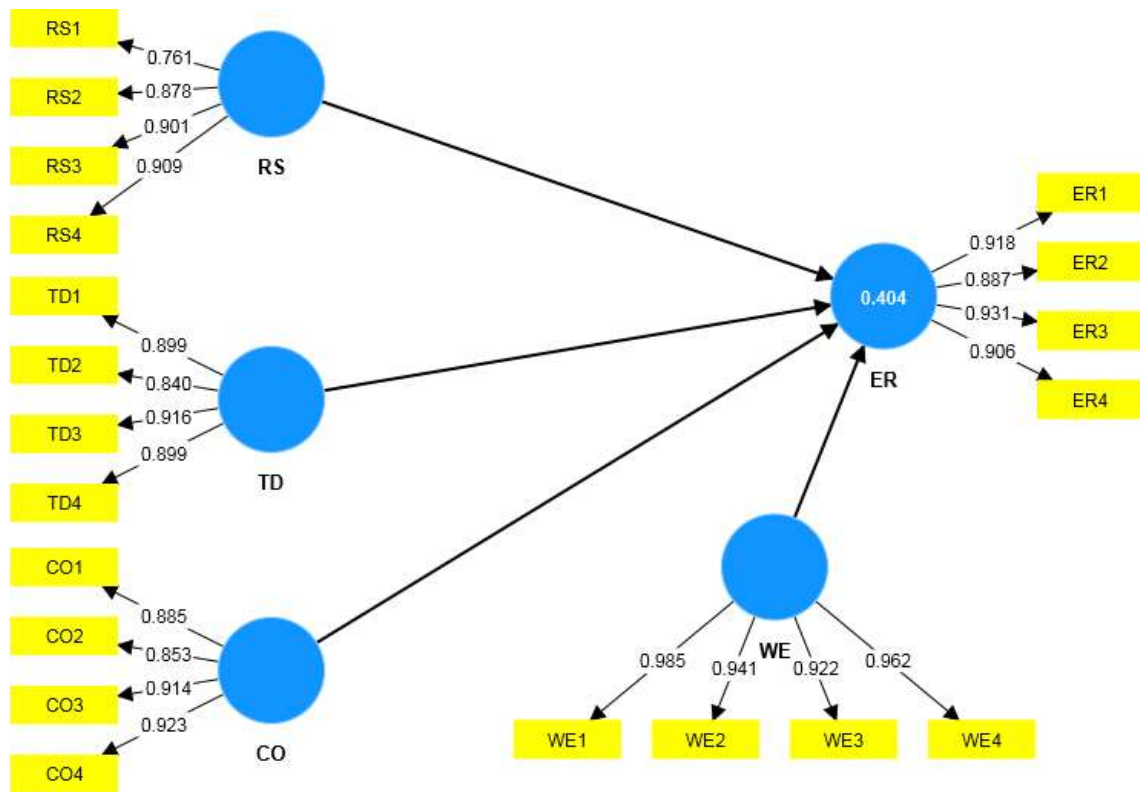 RS1
0.761
RS2
0.878
RS3
0.901
RS4
0.909
RS
TD1
0.899
TD2
0.840
TD3
0.916
TD4
0.899
TD
CO1
0.885
CO2
0.853
CO3
0.914
CO4
0.923
CO
0.404
ER
ER1
0.918
ER2
0.887
ER3
0.931
ER4
0.906
WE
0.985
0.941
0.922
0.962
WE1
WE2
WE3
WE4